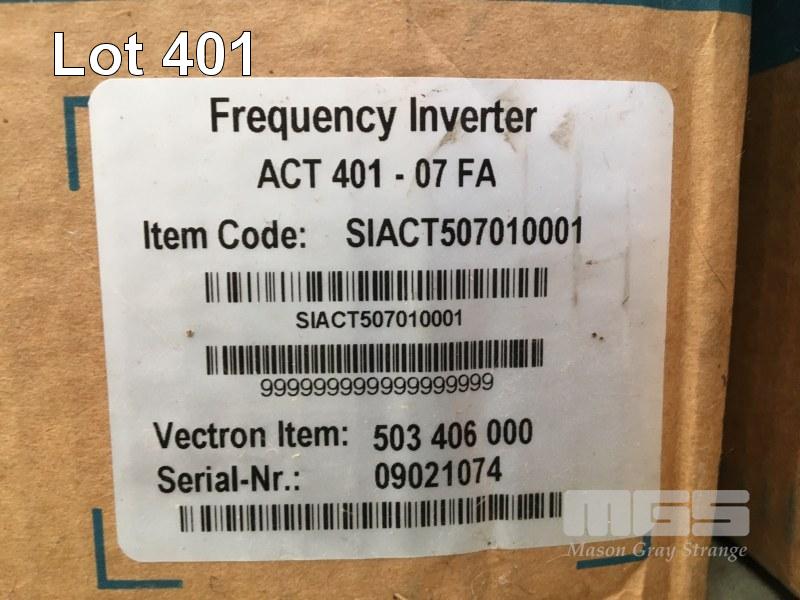 Lot 401
Frequency Inverter
ACT 401 - 07 FA
Item Code: SIACT507010001
SIACT507010001
9999999999999999999
Vectron Item: 503 406 000
Serial-Nr.: 09021074
MGS
Mason Gray Strange